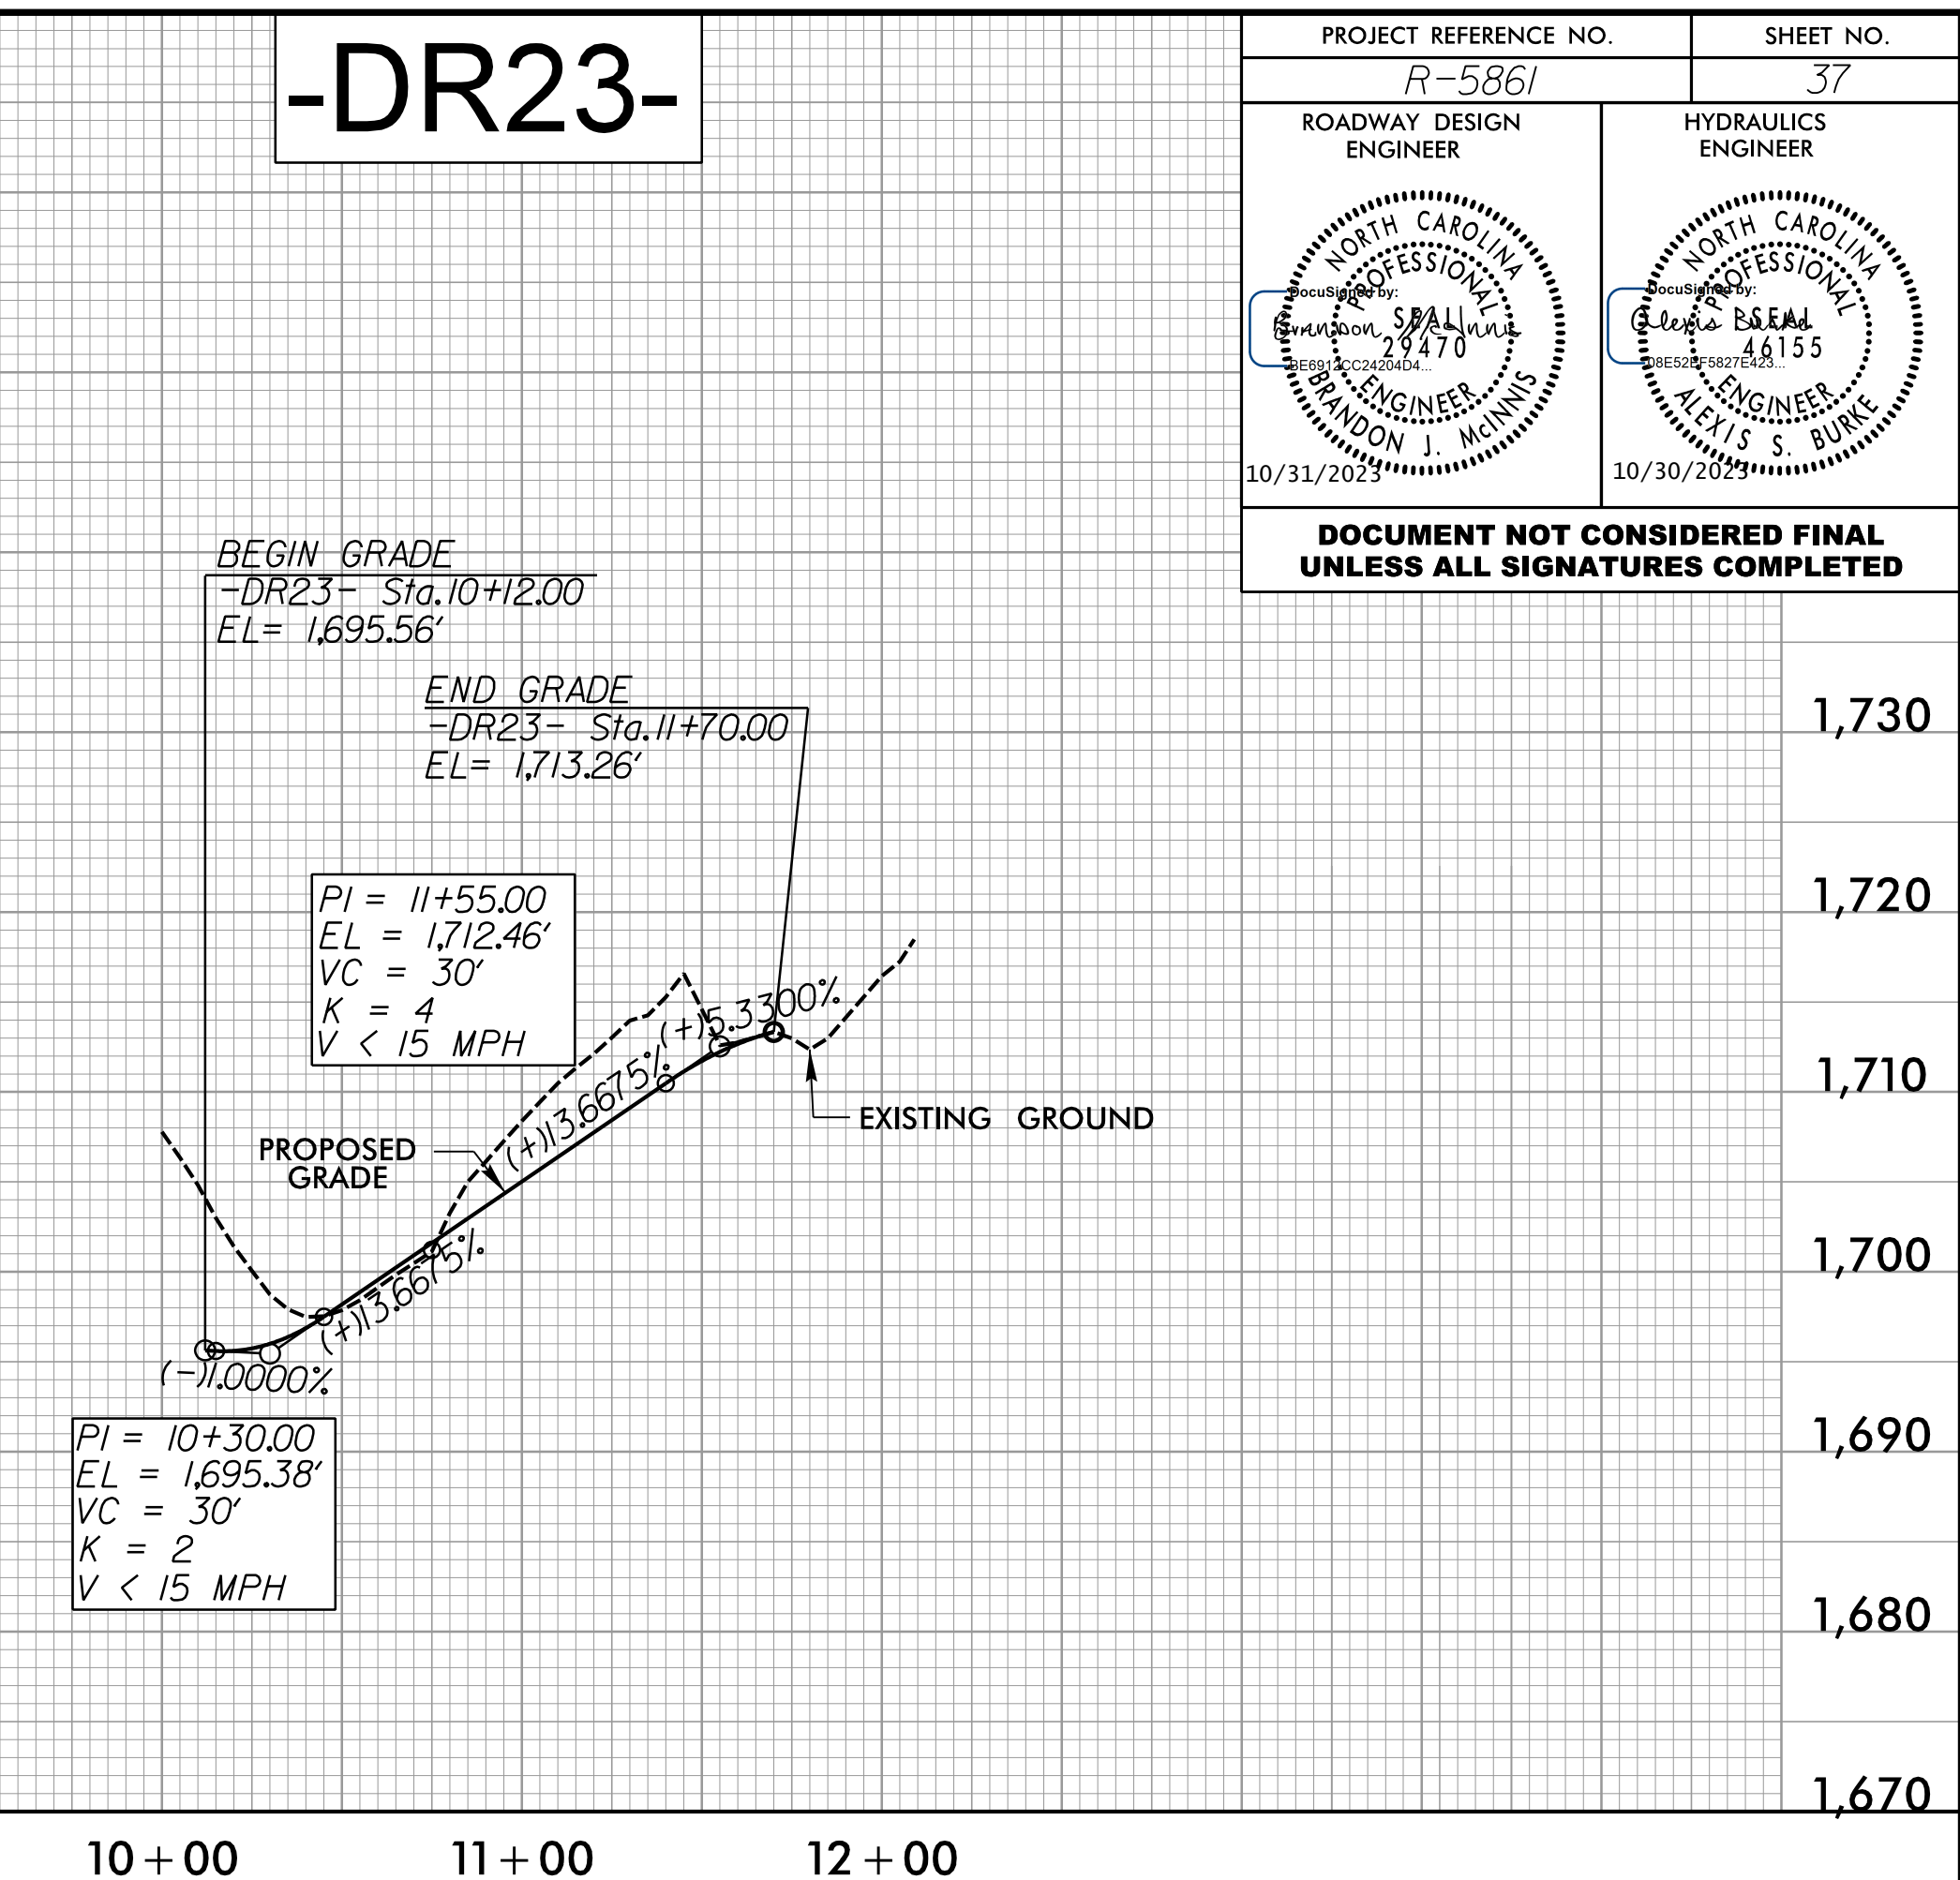 -DR23-
PROJECT REFERENCE NO.
SHEET NO.
R-5861
37
ROADWAY DESIGN
ENGINEER
HYDRAULICS
ENGINEER
NORTH CAROLINA
PROFESSIONAL
DocuSigned by:
Brandon McInnis
SEAL
29470
BE6912CC24204D4...
ENGINEER
BRANDON J. McINNIS
10/31/2023
NORTH CAROLINA
PROFESSIONAL
DocuSigned by:
Alexis Burke
SEAL
46155
08E52EF5827E423...
ENGINEER
ALEXIS S. BURKE
10/30/2023
DOCUMENT NOT CONSIDERED FINAL
UNLESS ALL SIGNATURES COMPLETED
BEGIN GRADE
-DR23- Sta. 10+12.00
EL= 1,695.56'
END GRADE
-DR23- Sta. 11+70.00
EL= 1,713.26'
PI = 11+55.00
EL = 1,712.46'
VC = 30'
K = 4
V < 15 MPH
(+)5.3300%
(+)13.6675%
EXISTING GROUND
PROPOSED
GRADE
(+)13.6675%
(-)1.0000%
PI = 10+30.00
EL = 1,695.38'
VC = 30'
K = 2
V < 15 MPH
1,730
1,720
1,710
1,700
1,690
1,680
1,670
10+00
11+00
12+00